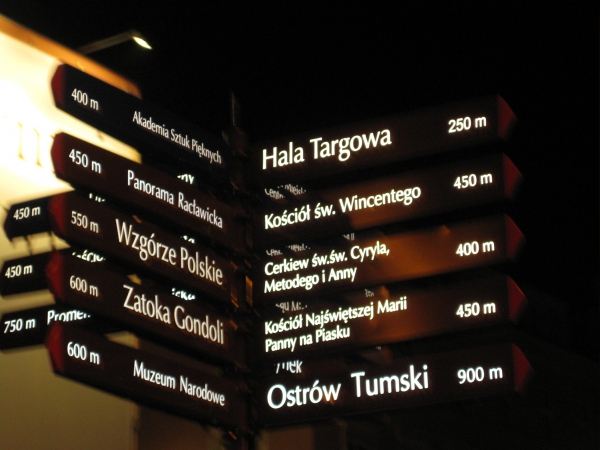 400 m Akademia Sztuk Pięknych
450 m Panorama Racławicka
550 m Wzgórze Polskie
600 m Zatoka Gondoli
600 m Muzeum Narodowe
450 m
450 m
750 m Promen
Hala Targowa 250 m
Kościół św. Wincentego 450 m
Cerkiew św.św. Cyryla,
Metodego i Anny 400 m
Kościół Najświętszej Marii
Panny na Piasku 450 m
Ostrów Tumski 900 m